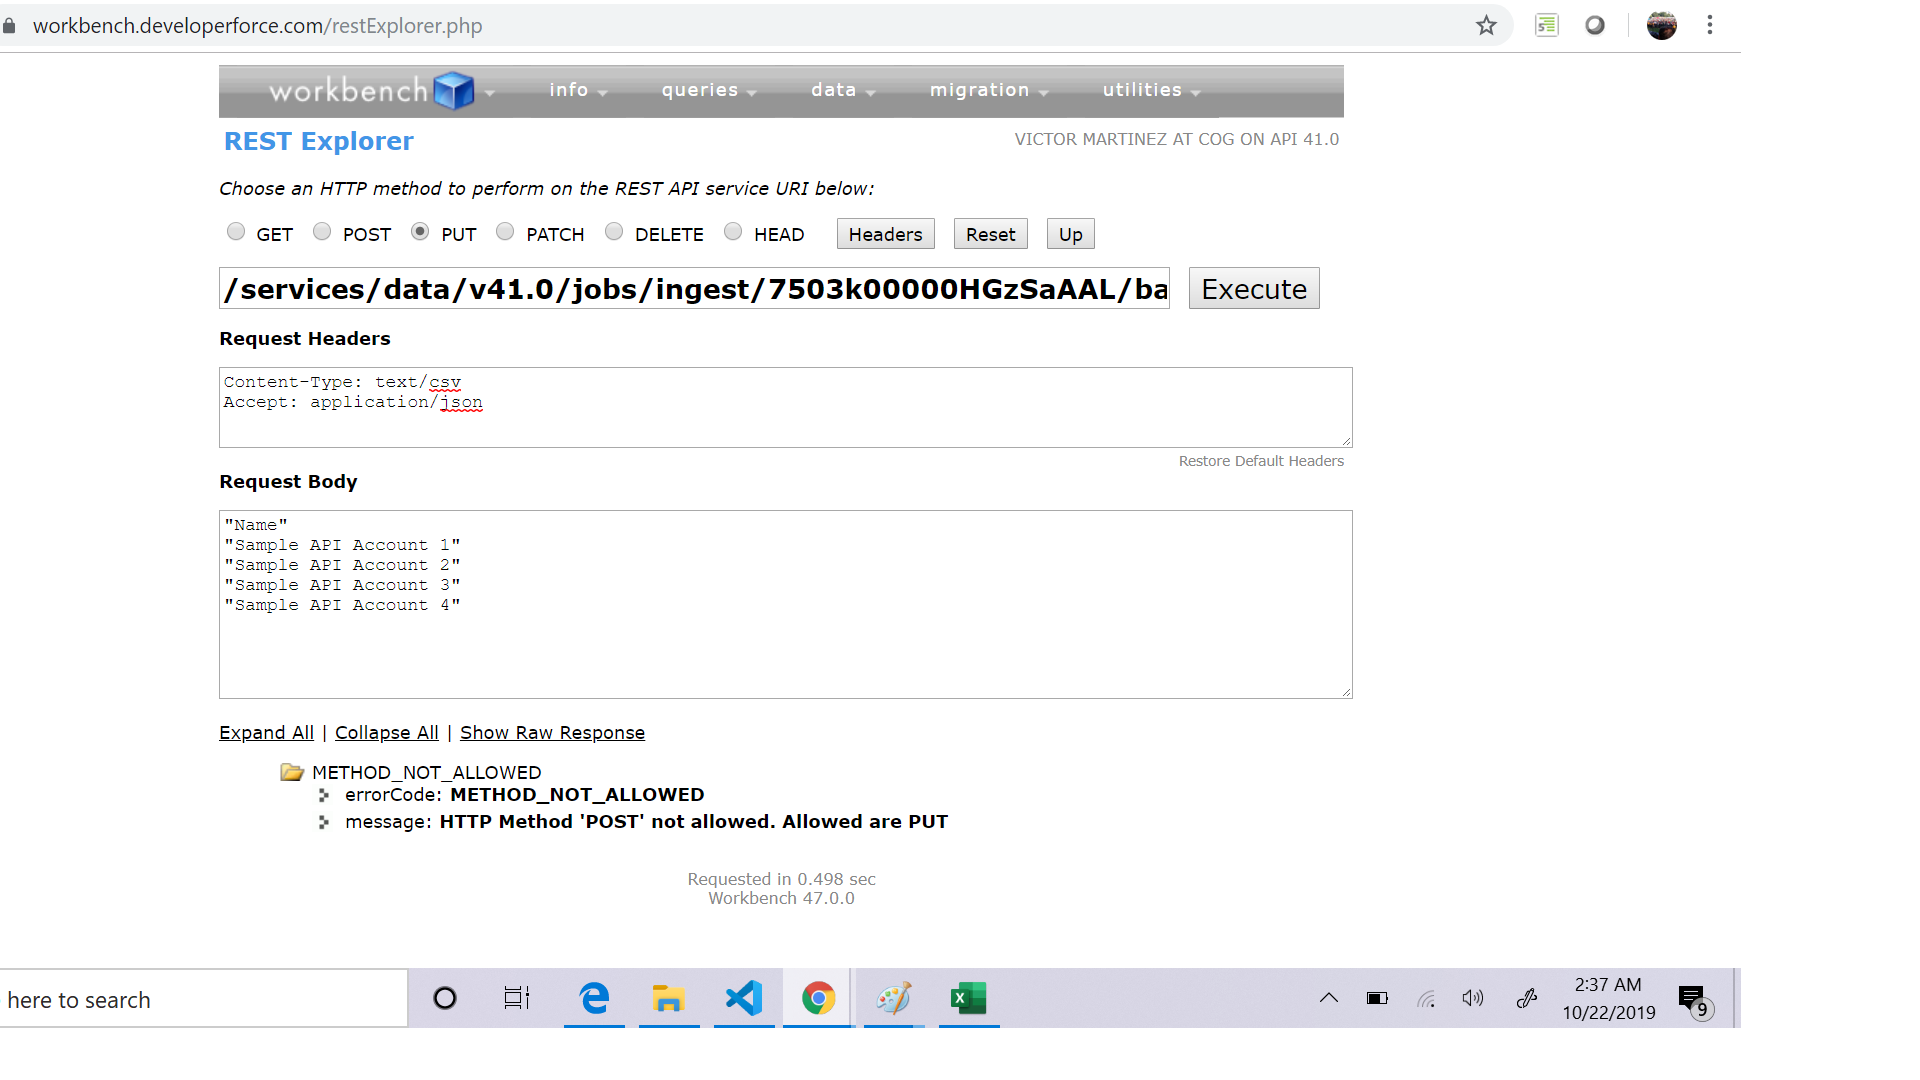 workbench.developerforce.com/restExplorer.php
workbench info queries data migration utilities
REST Explorer VICTOR MARTINEZ AT COG ON API 41.0
Choose an HTTP method to perform on the REST API service URI below:
GET POST PUT PATCH DELETE HEAD Headers Reset Up
/services/data/v41.0/jobs/ingest/7503k00000HGzSaAAL/ba Execute
Request Headers
Content-Type: text/csv
Accept: application/json
Restore Default Headers
Request Body
"Name"
"Sample API Account 1"
"Sample API Account 2"
"Sample API Account 3"
"Sample API Account 4"
Expand All | Collapse All | Show Raw Response
METHOD_NOT_ALLOWED
errorCode: METHOD_NOT_ALLOWED
message: HTTP Method 'POST' not allowed. Allowed are PUT
Requested in 0.498 sec
Workbench 47.0.0
here to search
2:37 AM
10/22/2019
9